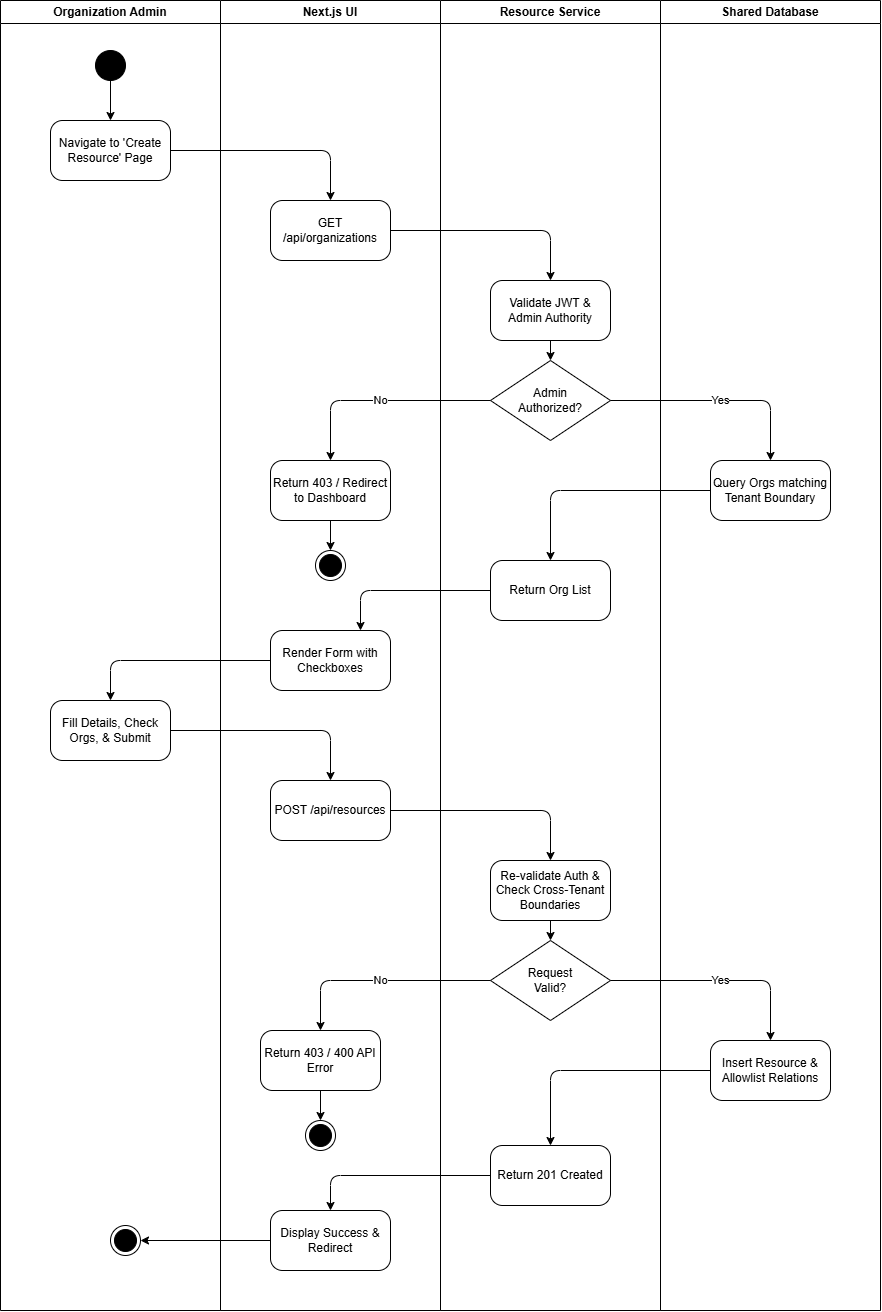 Organization Admin
Next.js UI
Resource Service
Shared Database
Navigate to 'Create
Resource' Page
GET
/api/organizations
Validate JWT &
Admin Authority
Admin
Authorized?
No
Yes
Return 403 / Redirect
to Dashboard
Query Orgs matching
Tenant Boundary
Return Org List
Render Form with
Checkboxes
Fill Details, Check
Orgs, & Submit
POST /api/resources
Re-validate Auth &
Check Cross-Tenant
Boundaries
Request
Valid?
No
Yes
Return 403 / 400 API
Error
Insert Resource &
Allowlist Relations
Return 201 Created
Display Success &
Redirect